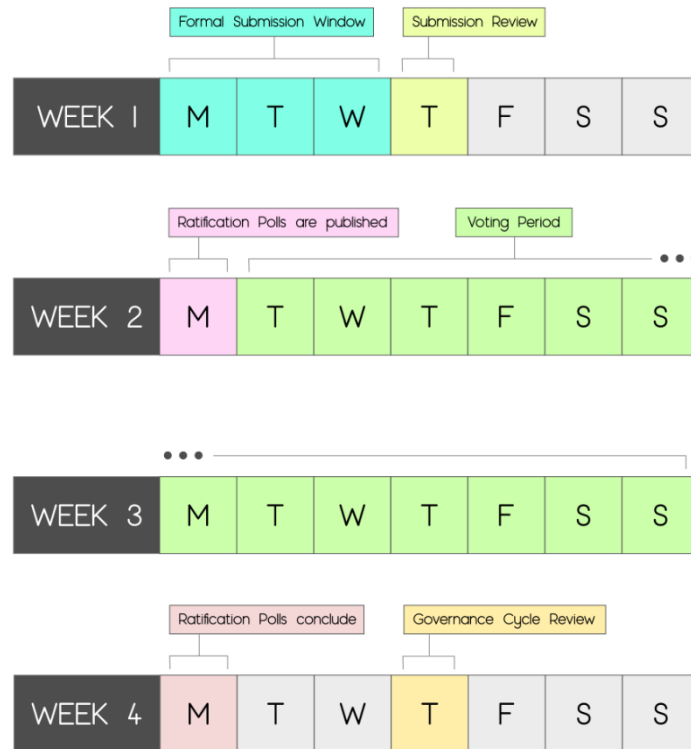 Formal Submission Window Submission Review
WEEK 1 M T W T F S S
Ratification Polls are published Voting Period
WEEK 2 M T W T F S S
WEEK 3 M T W T F S S
Ratification Polls conclude Governance Cycle Review
WEEK 4 M T W T F S S